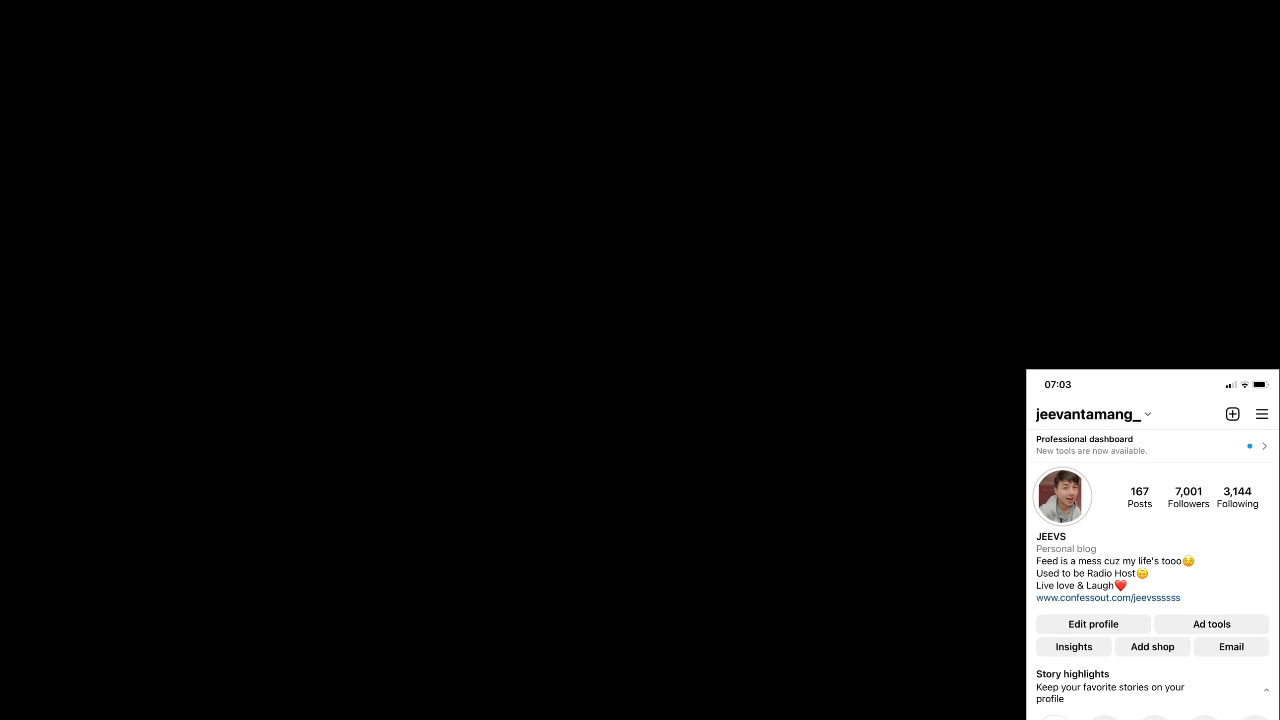 07:03
jeevantamang_
Professional dashboard
New tools are now available.
167 7,001 3,144
Posts Followers Following
JEEVS
Personal blog
Feed is a mess cuz my life's tooo😊
Used to be Radio Host🙃
Live love & Laugh❤️
www.confessout.com/jeevssssss
Edit profile Ad tools
Insights Add shop Email
Story highlights
Keep your favorite stories on your
profile